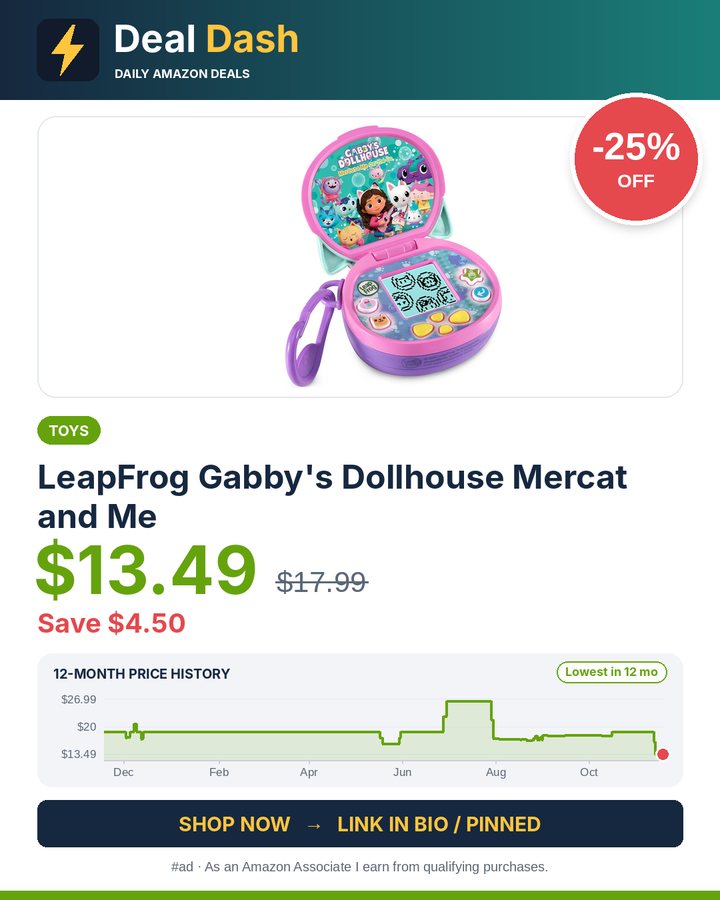 Deal Dash
DAILY AMAZON DEALS
-25%
OFF
GABBY'S
DOLLHOUSE
LEAP
FROG
TOYS
LeapFrog Gabby's Dollhouse Mercat
and Me
$13.49 $17.99
Save $4.50
12-MONTH PRICE HISTORY
Lowest in 12 mo
$26.99
$20
$13.49
Dec Feb Apr Jun Aug Oct
SHOP NOW → LINK IN BIO / PINNED
#ad · As an Amazon Associate I earn from qualifying purchases.